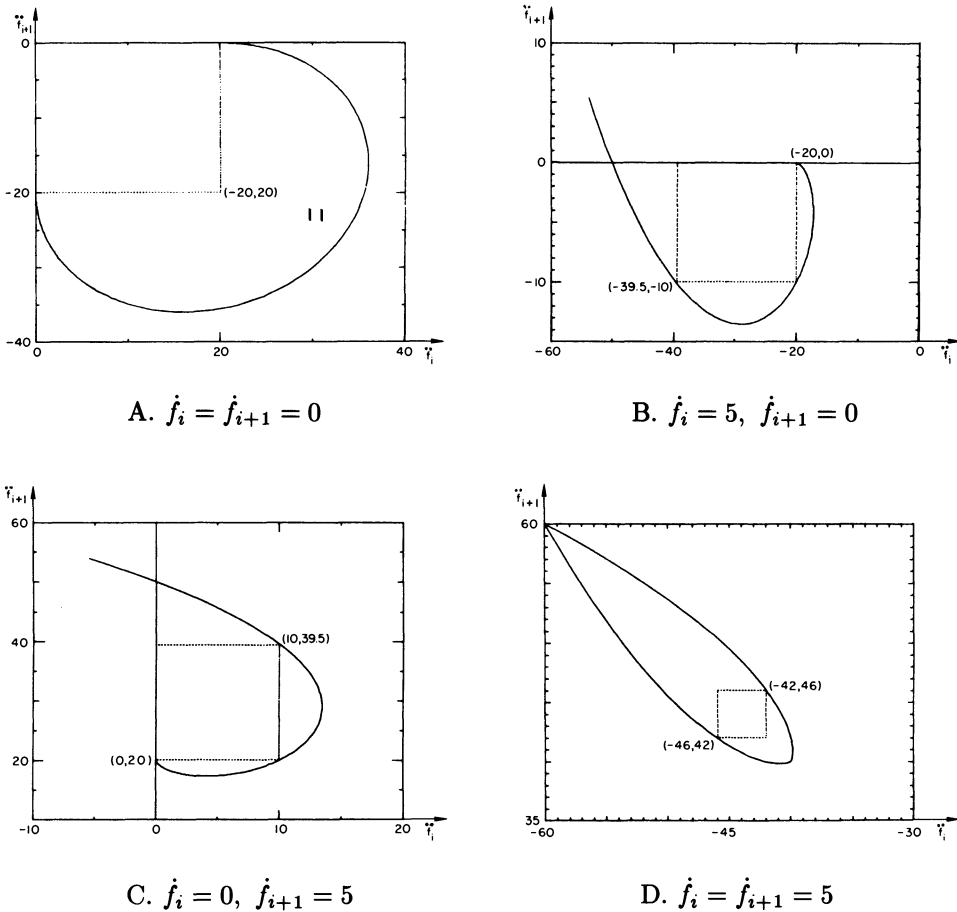 f̈ᵢ₊₁
0
-20
-40
0
20
40
f̈ᵢ
(-20,20)
A. ḟᵢ = ḟᵢ₊₁ = 0
f̈ᵢ₊₁
10
0
-10
-60
-40
-20
0
f̈ᵢ
(-20,0)
(-39.5,-10)
B. ḟᵢ = 5, ḟᵢ₊₁ = 0
f̈ᵢ₊₁
60
40
20
-10
0
10
20
f̈ᵢ
(10,39.5)
(0,20)
C. ḟᵢ = 0, ḟᵢ₊₁ = 5
f̈ᵢ₊₁
60
35
-60
-45
-30
f̈ᵢ
(-42,46)
(-46,42)
D. ḟᵢ = ḟᵢ₊₁ = 5